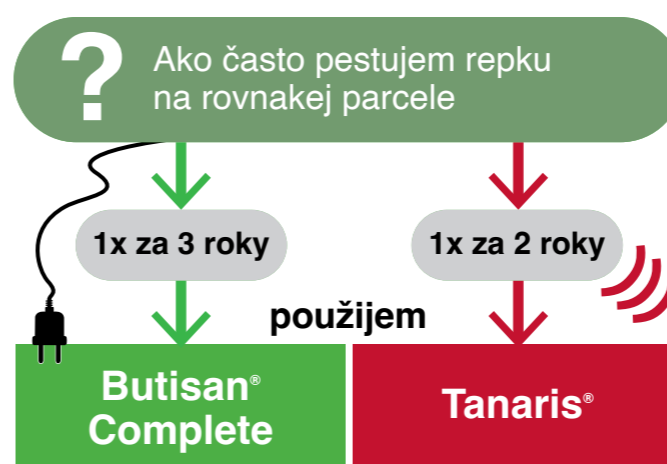 ?
Ako často pestujem repku
na rovnakej parcele
1x za 3 roky
1x za 2 roky
použijem
Butisan®
Complete
Tanaris®